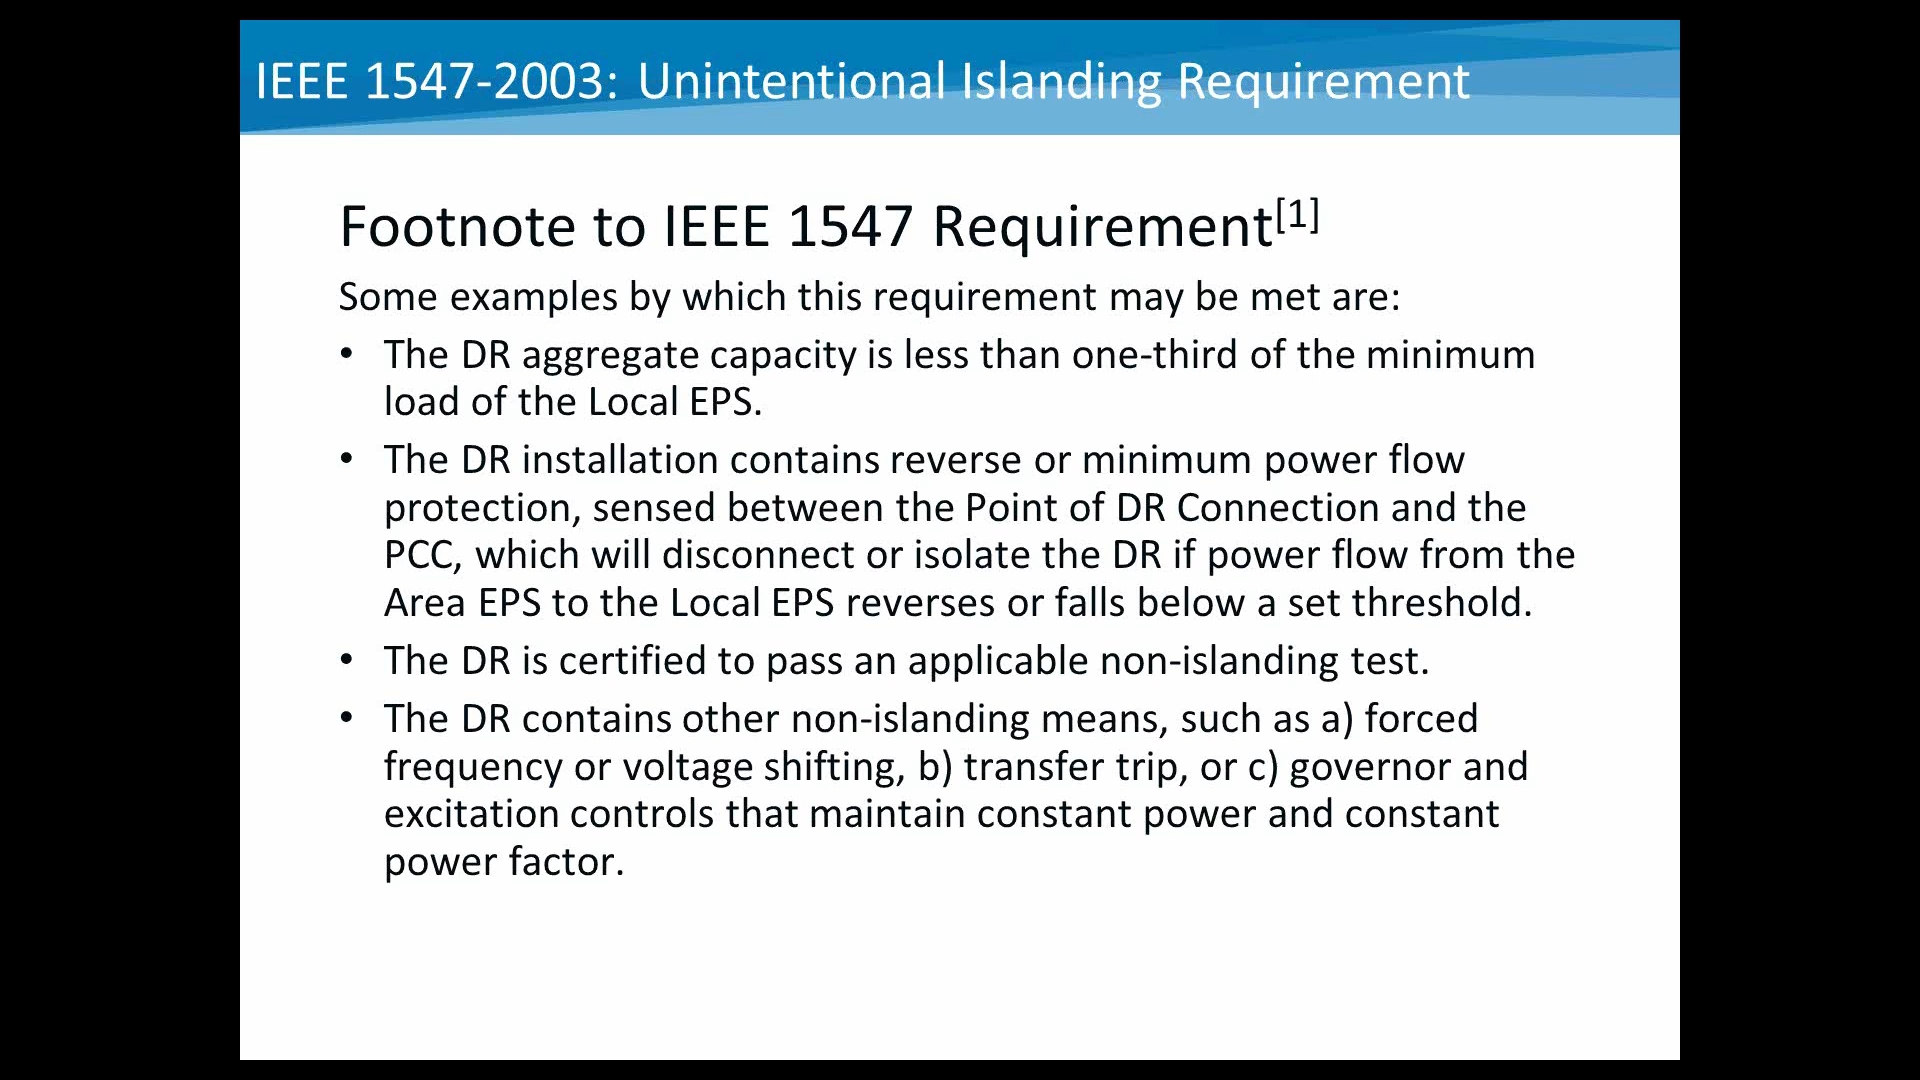 IEEE 1547-2003: Unintentional Islanding Requirement
Footnote to IEEE 1547 Requirement[1]
Some examples by which this requirement may be met are:
• The DR aggregate capacity is less than one-third of the minimum
load of the Local EPS.
• The DR installation contains reverse or minimum power flow
protection, sensed between the Point of DR Connection and the
PCC, which will disconnect or isolate the DR if power flow from the
Area EPS to the Local EPS reverses or falls below a set threshold.
• The DR is certified to pass an applicable non-islanding test.
• The DR contains other non-islanding means, such as a) forced
frequency or voltage shifting, b) transfer trip, or c) governor and
excitation controls that maintain constant power and constant
power factor.